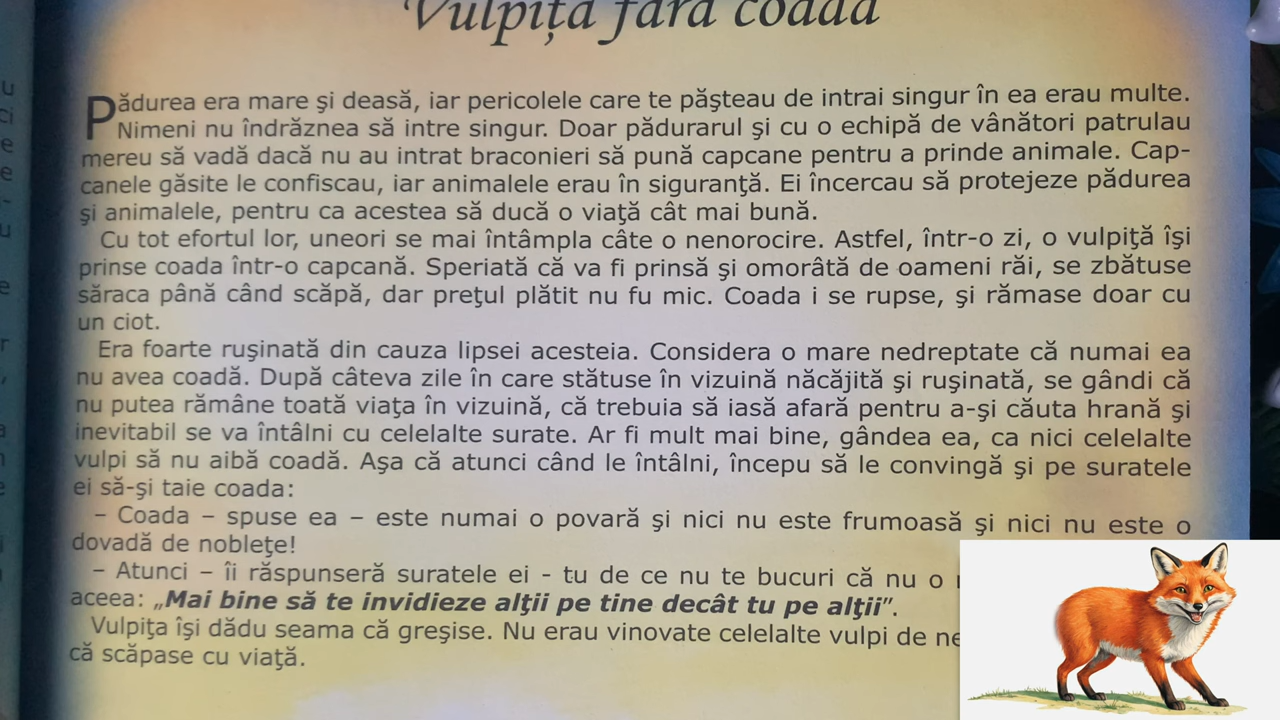 Vulpița fără coadă
Pădurea era mare şi deasă, iar pericolele care te păşteau de intrai singur în ea erau multe.
Nimeni nu îndrăznea să intre singur. Doar pădurarul şi cu o echipă de vânători patrulau
mereu să vadă dacă nu au intrat braconieri să pună capcane pentru a prinde animale. Cap-
canele găsite le confiscau, iar animalele erau în siguranţă. Ei încercau să protejeze pădurea
şi animalele, pentru ca acestea să ducă o viaţă cât mai bună.
Cu tot efortul lor, uneori se mai întâmpla câte o nenorocire. Astfel, într-o zi, o vulpiţă îşi
prinse coada într-o capcană. Speriată că va fi prinsă şi omorâtă de oameni răi, se zbătuse
săraca până când scăpă, dar preţul plătit nu fu mic. Coada i se rupse, şi rămase doar cu
un ciot.
Era foarte ruşinată din cauza lipsei acesteia. Considera o mare nedreptate că numai ea
nu avea coadă. După câteva zile în care stătuse în vizuină năcăjită şi ruşinată, se gândi că
nu putea rămâne toată viaţa în vizuină, că trebuia să iasă afară pentru a-şi căuta hrană şi
inevitabil se va întâlni cu celelalte surate. Ar fi mult mai bine, gândea ea, ca nici celelalte
vulpi să nu aibă coadă. Aşa că atunci când le întâlni, începu să le convingă şi pe suratele
ei să-şi taie coada:
– Coada – spuse ea – este numai o povară şi nici nu este frumoasă şi nici nu este o
dovadă de nobleţe!
– Atunci – îi răspunseră suratele ei - tu de ce nu te bucuri că nu o
aceea: „Mai bine să te invidieze alţii pe tine decât tu pe alţii”.
Vulpiţa îşi dădu seama că greşise. Nu erau vinovate celelalte vulpi de
că scăpase cu viaţă.